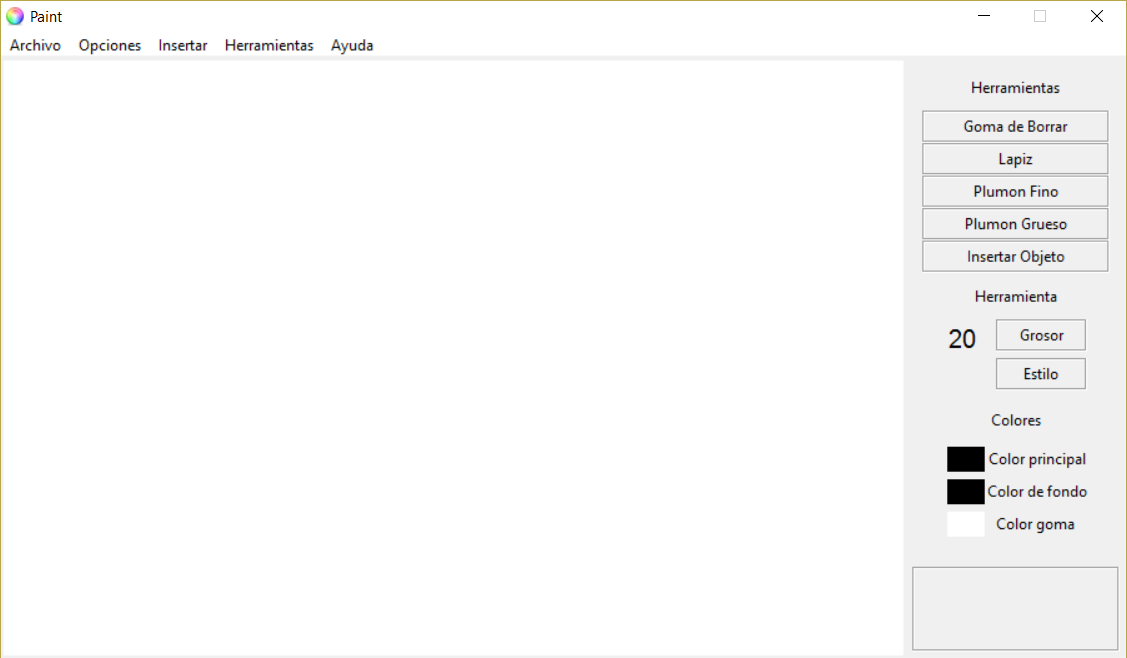 Paint
Archivo Opciones Insertar Herramientas Ayuda
Herramientas
Goma de Borrar
Lapiz
Plumon Fino
Plumon Grueso
Insertar Objeto
Herramienta
20 Grosor
Estilo
Colores
Color principal
Color de fondo
Color goma